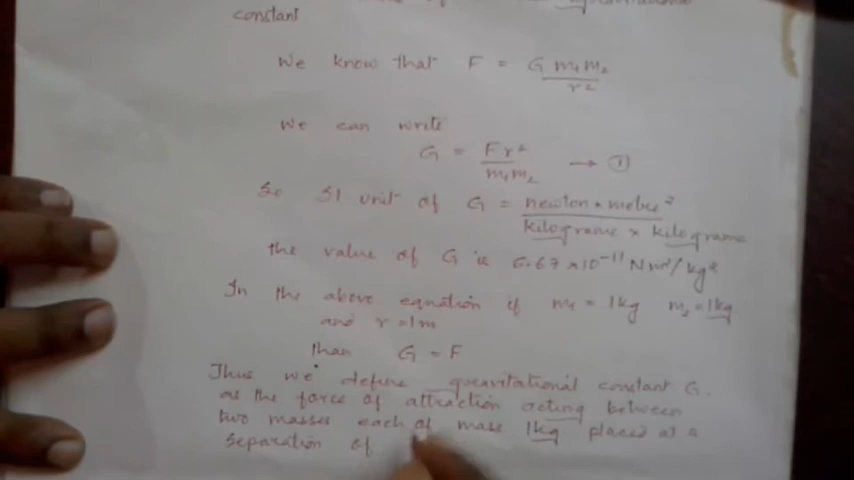 constant
We know that F = G m₁m₂ / r²
We can write
G = Fr² / m₁m₂ → ①
So SI unit of G = newton × metre² / kilograme × kilograme
the value of G is 6.67 × 10⁻¹¹ Nm²/kg²
In the above equation if m₁ = 1kg m₂ = 1kg
and r = 1m
than G = F
Thus we define gravitational constant G.
as the force of attraction acting between
two masses each of mass 1kg placed at a
separation of